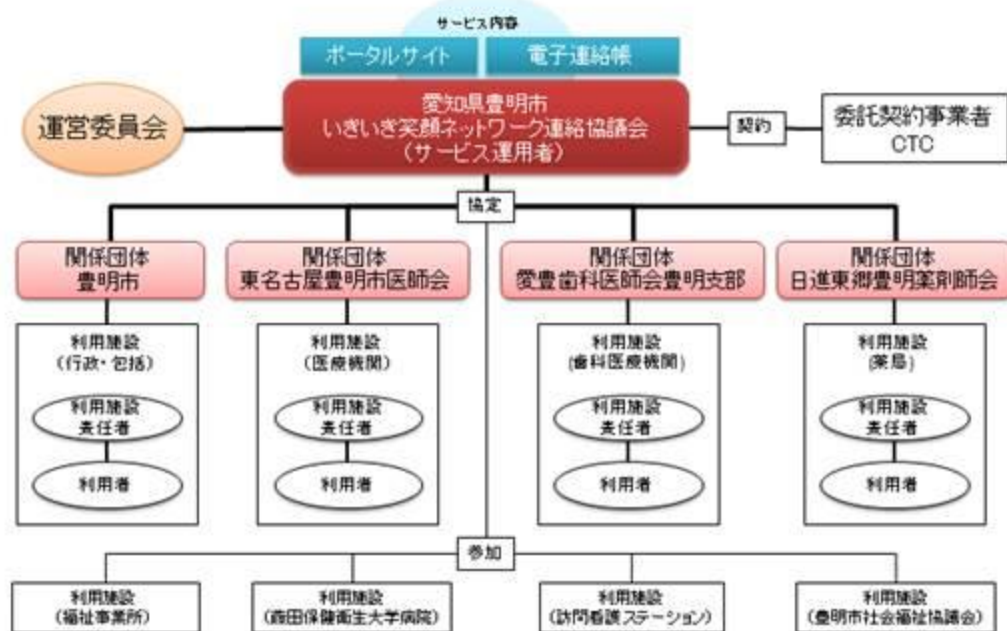 サービス内容
ポータルサイト
電子連絡帳
運営委員会
愛知県豊明市
いきいき笑顔ネットワーク連絡協議会
(サービス運用者)
契約
委託契約事業者
CTC
協定
関係団体
豊明市
関係団体
東名古屋豊明市医師会
関係団体
愛豊歯科医師会豊明支部
関係団体
日進東郷豊明薬剤師会
利用施設
(行政・包括)
利用施設
責任者
利用者
利用施設
(医療機関)
利用施設
責任者
利用者
利用施設
(歯科医療機関)
利用施設
責任者
利用者
利用施設
(薬局)
利用施設
責任者
利用者
参加
利用施設
(福祉事業所)
利用施設
(藤田保健衛生大学病院)
利用施設
(訪問看護ステーション)
利用施設
(豊明市社会福祉協議会)